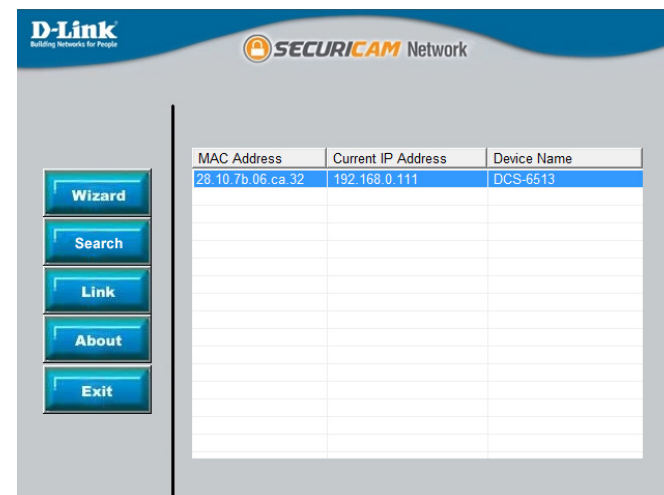 D-Link
Building Networks for People
SECURICAM Network
MAC Address Current IP Address Device Name
28.10.7b.06.ca.32 192.168.0.111 DCS-6513
Wizard
Search
Link
About
Exit